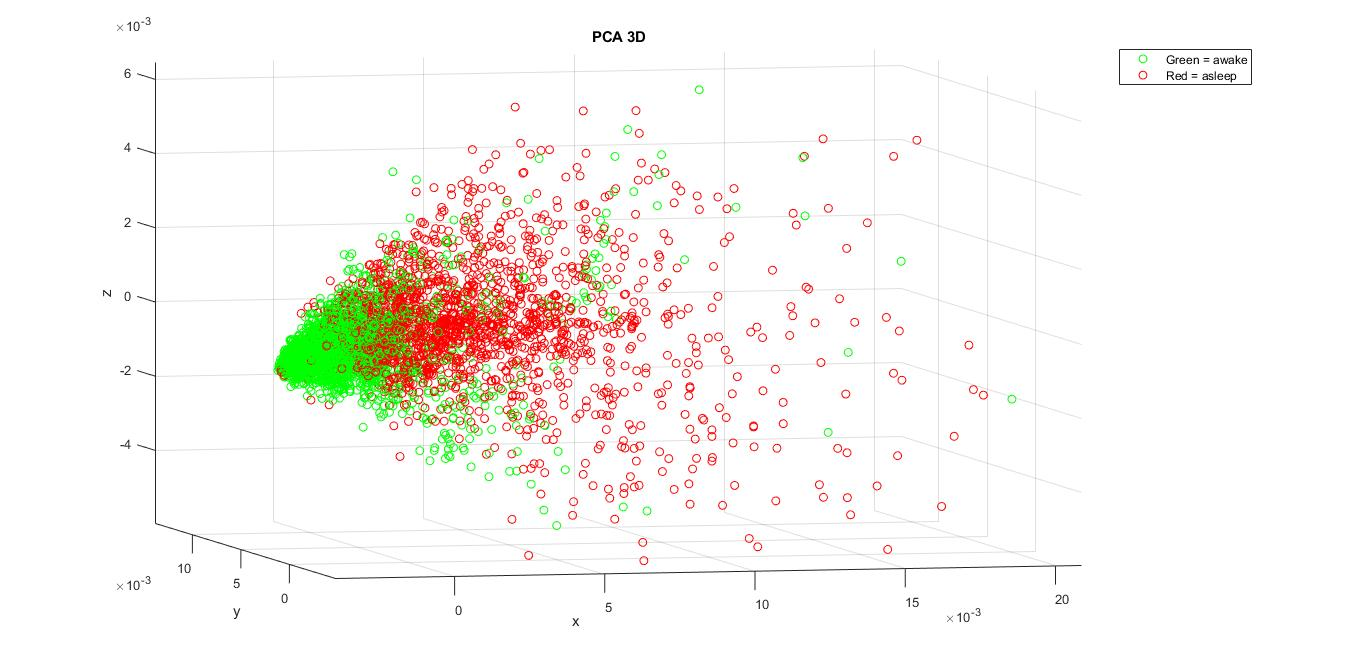 ×10-3
PCA 3D
Green = awake
Red = asleep
6
4
2
0
-2
-4
z
10
5
0
×10-3
y
0
5
10
15
20
×10-3
x